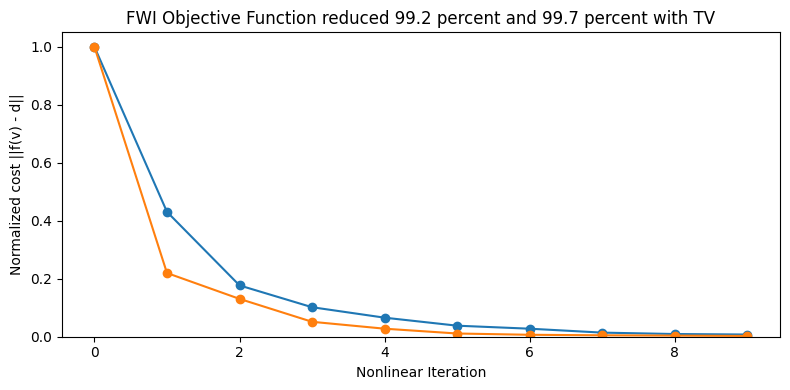 FWI Objective Function reduced 99.2 percent and 99.7 percent with TV
Normalized cost ||f(v) - d||
1.0
0.8
0.6
0.4
0.2
0.0
0 2 4 6 8
Nonlinear Iteration